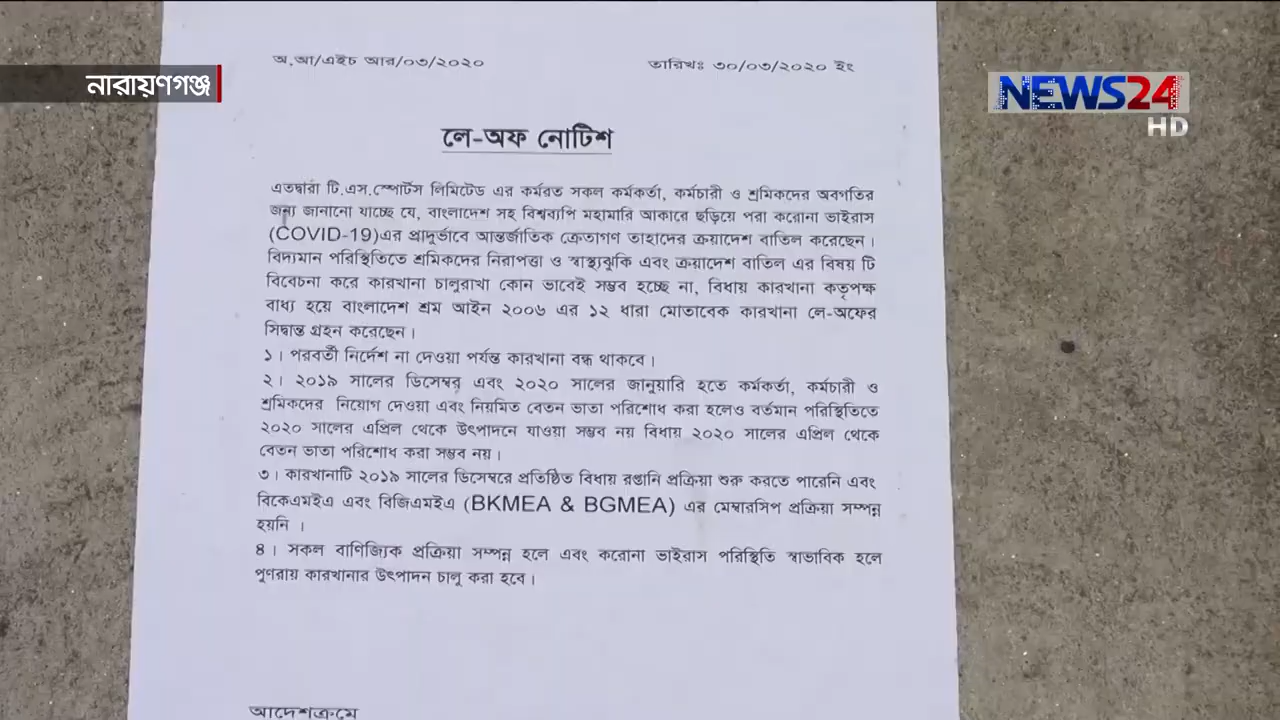 নারায়ণগঞ্জ
NEWS24
HD
অ.আ/এইচ আর/০৩/২০২০ তারিখঃ ৩০/০৩/২০২০ ইং
লে-অফ নোটিশ
এতদ্বারা টি.এস.স্পোর্টস লিমিটেড এর কর্মরত সকল কর্মকর্তা, কর্মচারী ও শ্রমিকদের অবগতির
জন্য জানানো যাচ্ছে যে, বাংলাদেশ সহ বিশ্বব্যপি মহামারি আকারে ছড়িয়ে পরা করোনা ভাইরাস
(COVID-19)এর প্রাদুর্ভাবে আন্তর্জাতিক ক্রেতাগণ তাহাদের ক্রয়াদেশ বাতিল করেছেন।
বিদ্যমান পরিস্থিতিতে শ্রমিকদের নিরাপত্তা ও স্বাস্থ্যঝুকি এবং ক্রয়াদেশ বাতিল এর বিষয় টি
বিবেচনা করে কারখানা চালুরাখা কোন ভাবেই সম্ভব হচ্ছে না, বিধায় কারখানা কতৃপক্ষ
বাধ্য হয়ে বাংলাদেশ শ্রম আইন ২০০৬ এর ১২ ধারা মোতাবেক কারখানা লে-অফের
সিদ্ধান্ত গ্রহন করেছেন।
১। পরবর্তী নির্দেশ না দেওয়া পর্যন্ত কারখানা বন্ধ থাকবে।
২। ২০১৯ সালের ডিসেম্বর এবং ২০২০ সালের জানুয়ারি হতে কর্মকর্তা, কর্মচারী ও
শ্রমিকদের নিয়োগ দেওয়া এবং নিয়মিত বেতন ভাতা পরিশোধ করা হলেও বর্তমান পরিস্থিতিতে
২০২০ সালের এপ্রিল থেকে উৎপাদনে যাওয়া সম্ভব নয় বিধায় ২০২০ সালের এপ্রিল থেকে
বেতন ভাতা পরিশোধ করা সম্ভব নয়।
৩। কারখানাটি ২০১৯ সালের ডিসেম্বরে প্রতিষ্ঠিত বিধায় রপ্তানি প্রক্রিয়া শুরু করতে পারেনি এবং
বিকেএমইএ এবং বিজিএমইএ (BKMEA & BGMEA) এর মেম্বারসিপ প্রক্রিয়া সম্পন্ন
হয়নি ।
৪। সকল বাণিজ্যিক প্রক্রিয়া সম্পন্ন হলে এবং করোনা ভাইরাস পরিস্থিতি স্বাভাবিক হলে
পুণরায় কারখানার উৎপাদন চালু করা হবে।
আদেশক্রমে